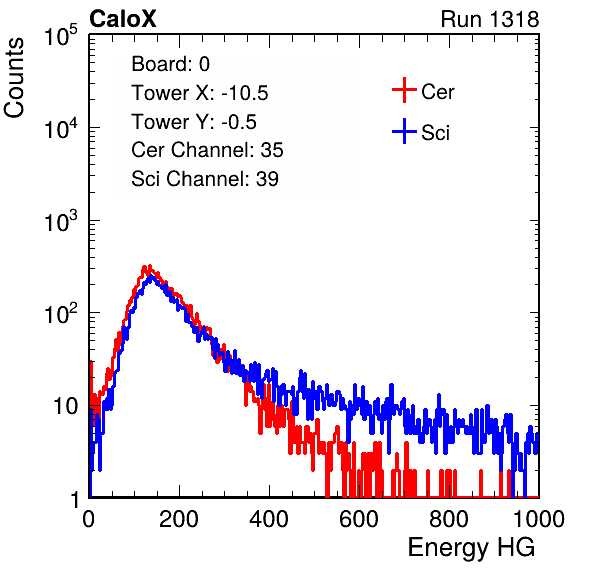 CaloX Run 1318
Counts
10^5
10^4
10^3
10^2
10
1
Board: 0
Tower X: -10.5
Tower Y: -0.5
Cer Channel: 35
Sci Channel: 39
Cer
Sci
0 200 400 600 800 1000
Energy HG